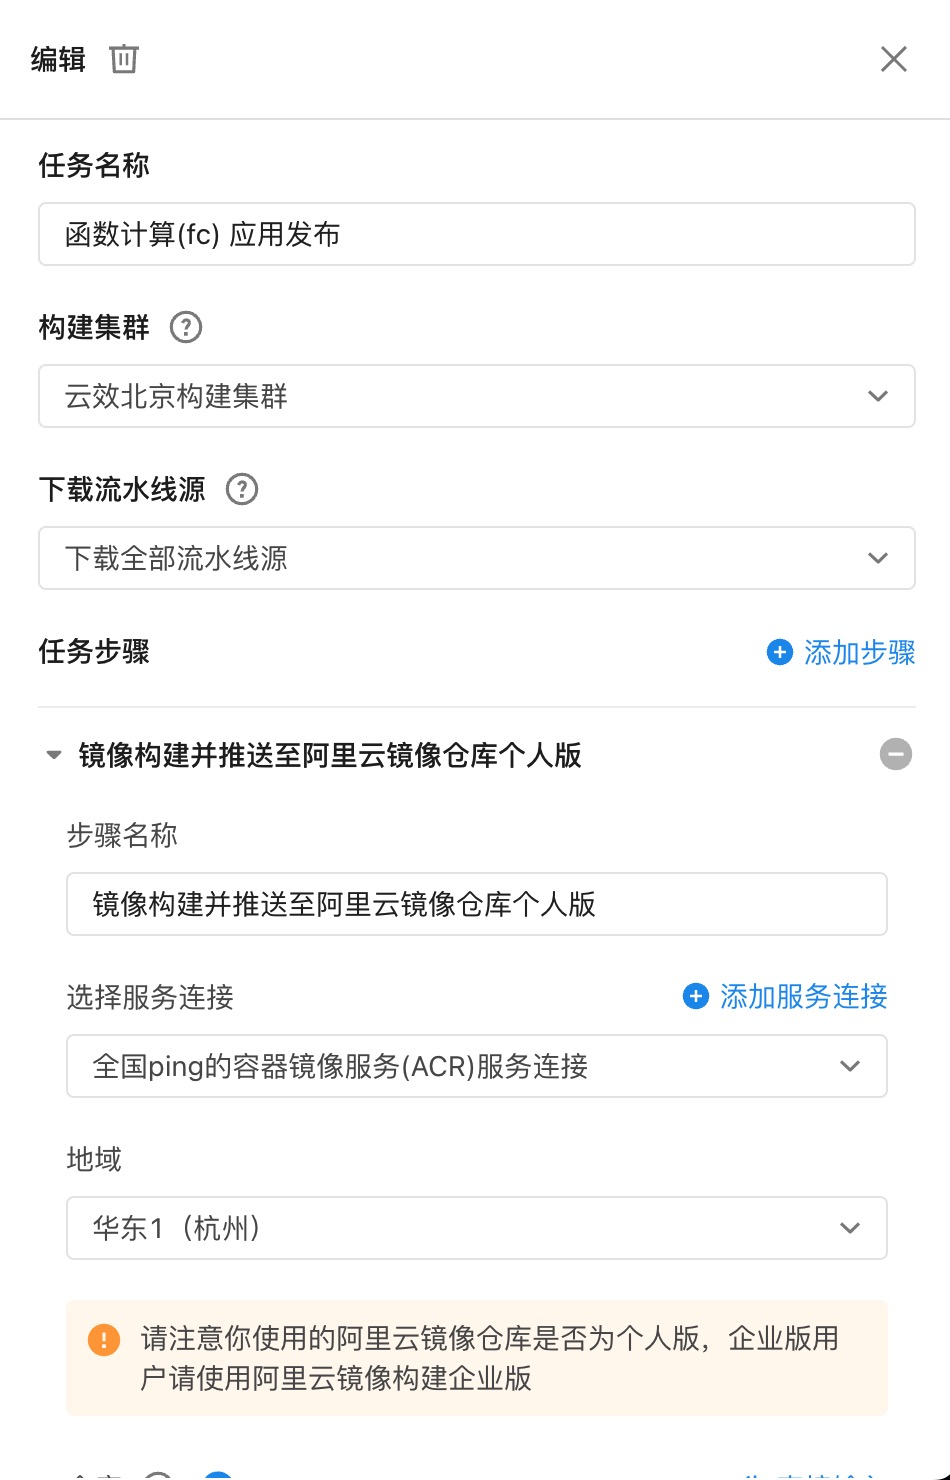 编辑
任务名称
函数计算(fc) 应用发布
构建集群
云效北京构建集群
下载流水线源
下载全部流水线源
任务步骤
添加步骤
镜像构建并推送至阿里云镜像仓库个人版
步骤名称
镜像构建并推送至阿里云镜像仓库个人版
选择服务连接
添加服务连接
全国ping的容器镜像服务(ACR)服务连接
地域
华东1（杭州）
请注意你使用的阿里云镜像仓库是否为个人版，企业版用
户请使用阿里云镜像构建企业版